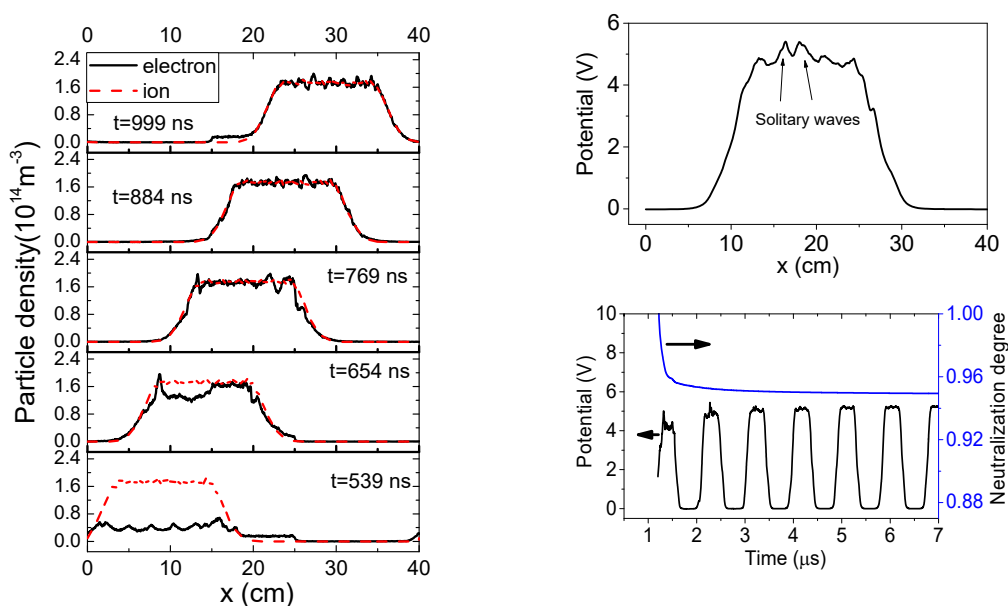 0 10 20 30 40
2.4
1.8
1.2
0.6
0.0
electron
ion
t=999 ns
2.4
1.6
0.8
0.0
t=884 ns
2.4
1.6
0.8
0.0
t=769 ns
2.4
1.6
0.8
0.0
t=654 ns
2.4
1.6
0.8
0.0
t=539 ns
0 10 20 30 40
x (cm)
Particle density(10^14 m^-3)
6
4
2
0
Solitary waves
0 10 20 30 40
x (cm)
Potential (V)
10
8
6
4
2
0
1.00
0.96
0.92
0.88
1 2 3 4 5 6 7
Time (μs)
Potential (V)
Neutralization degree